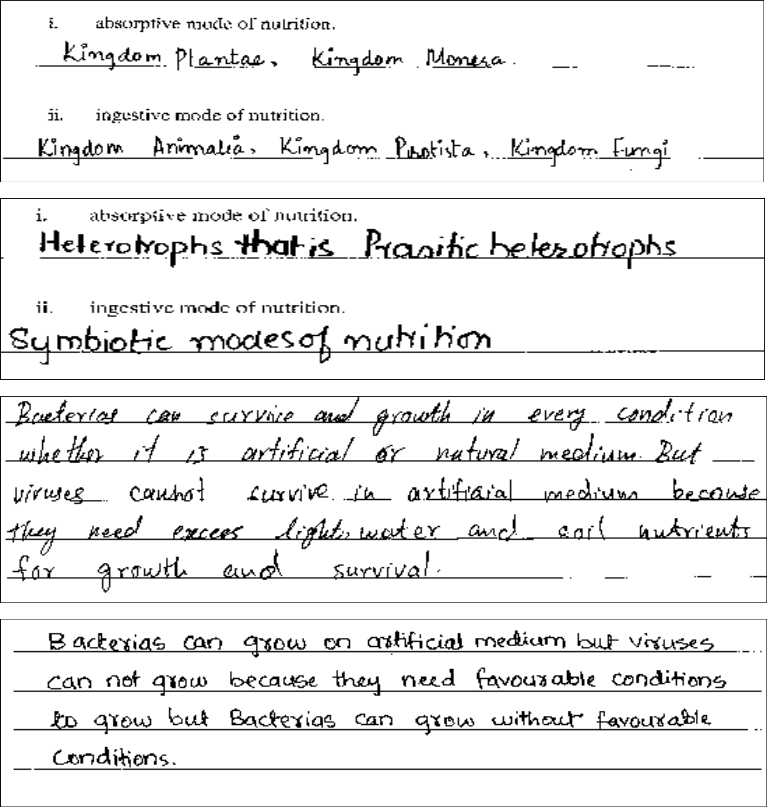 i. absorptive mode of nutrition.
Kingdom Plantae, Kingdom Monera.
ii. ingestive mode of nutrition.
Kingdom Animalia, Kingdom Protista, Kingdom Fungi
i. absorptive mode of nutrition.
Heterotrophs that is Prasitic heterotrophs
ii. ingestive mode of nutrition.
Symbiotic modes of nutrition
Bacterias can survive and growth in every condition
whether it is artificial or natural medium. But
viruses cannot survive in artificial medium because
they need excess light, water and soil nutrients
for growth and survival.
Bacterias can grow on artificial medium but viruses
can not grow because they need favourable conditions
to grow but Bacterias can grow without favourable
Conditions.